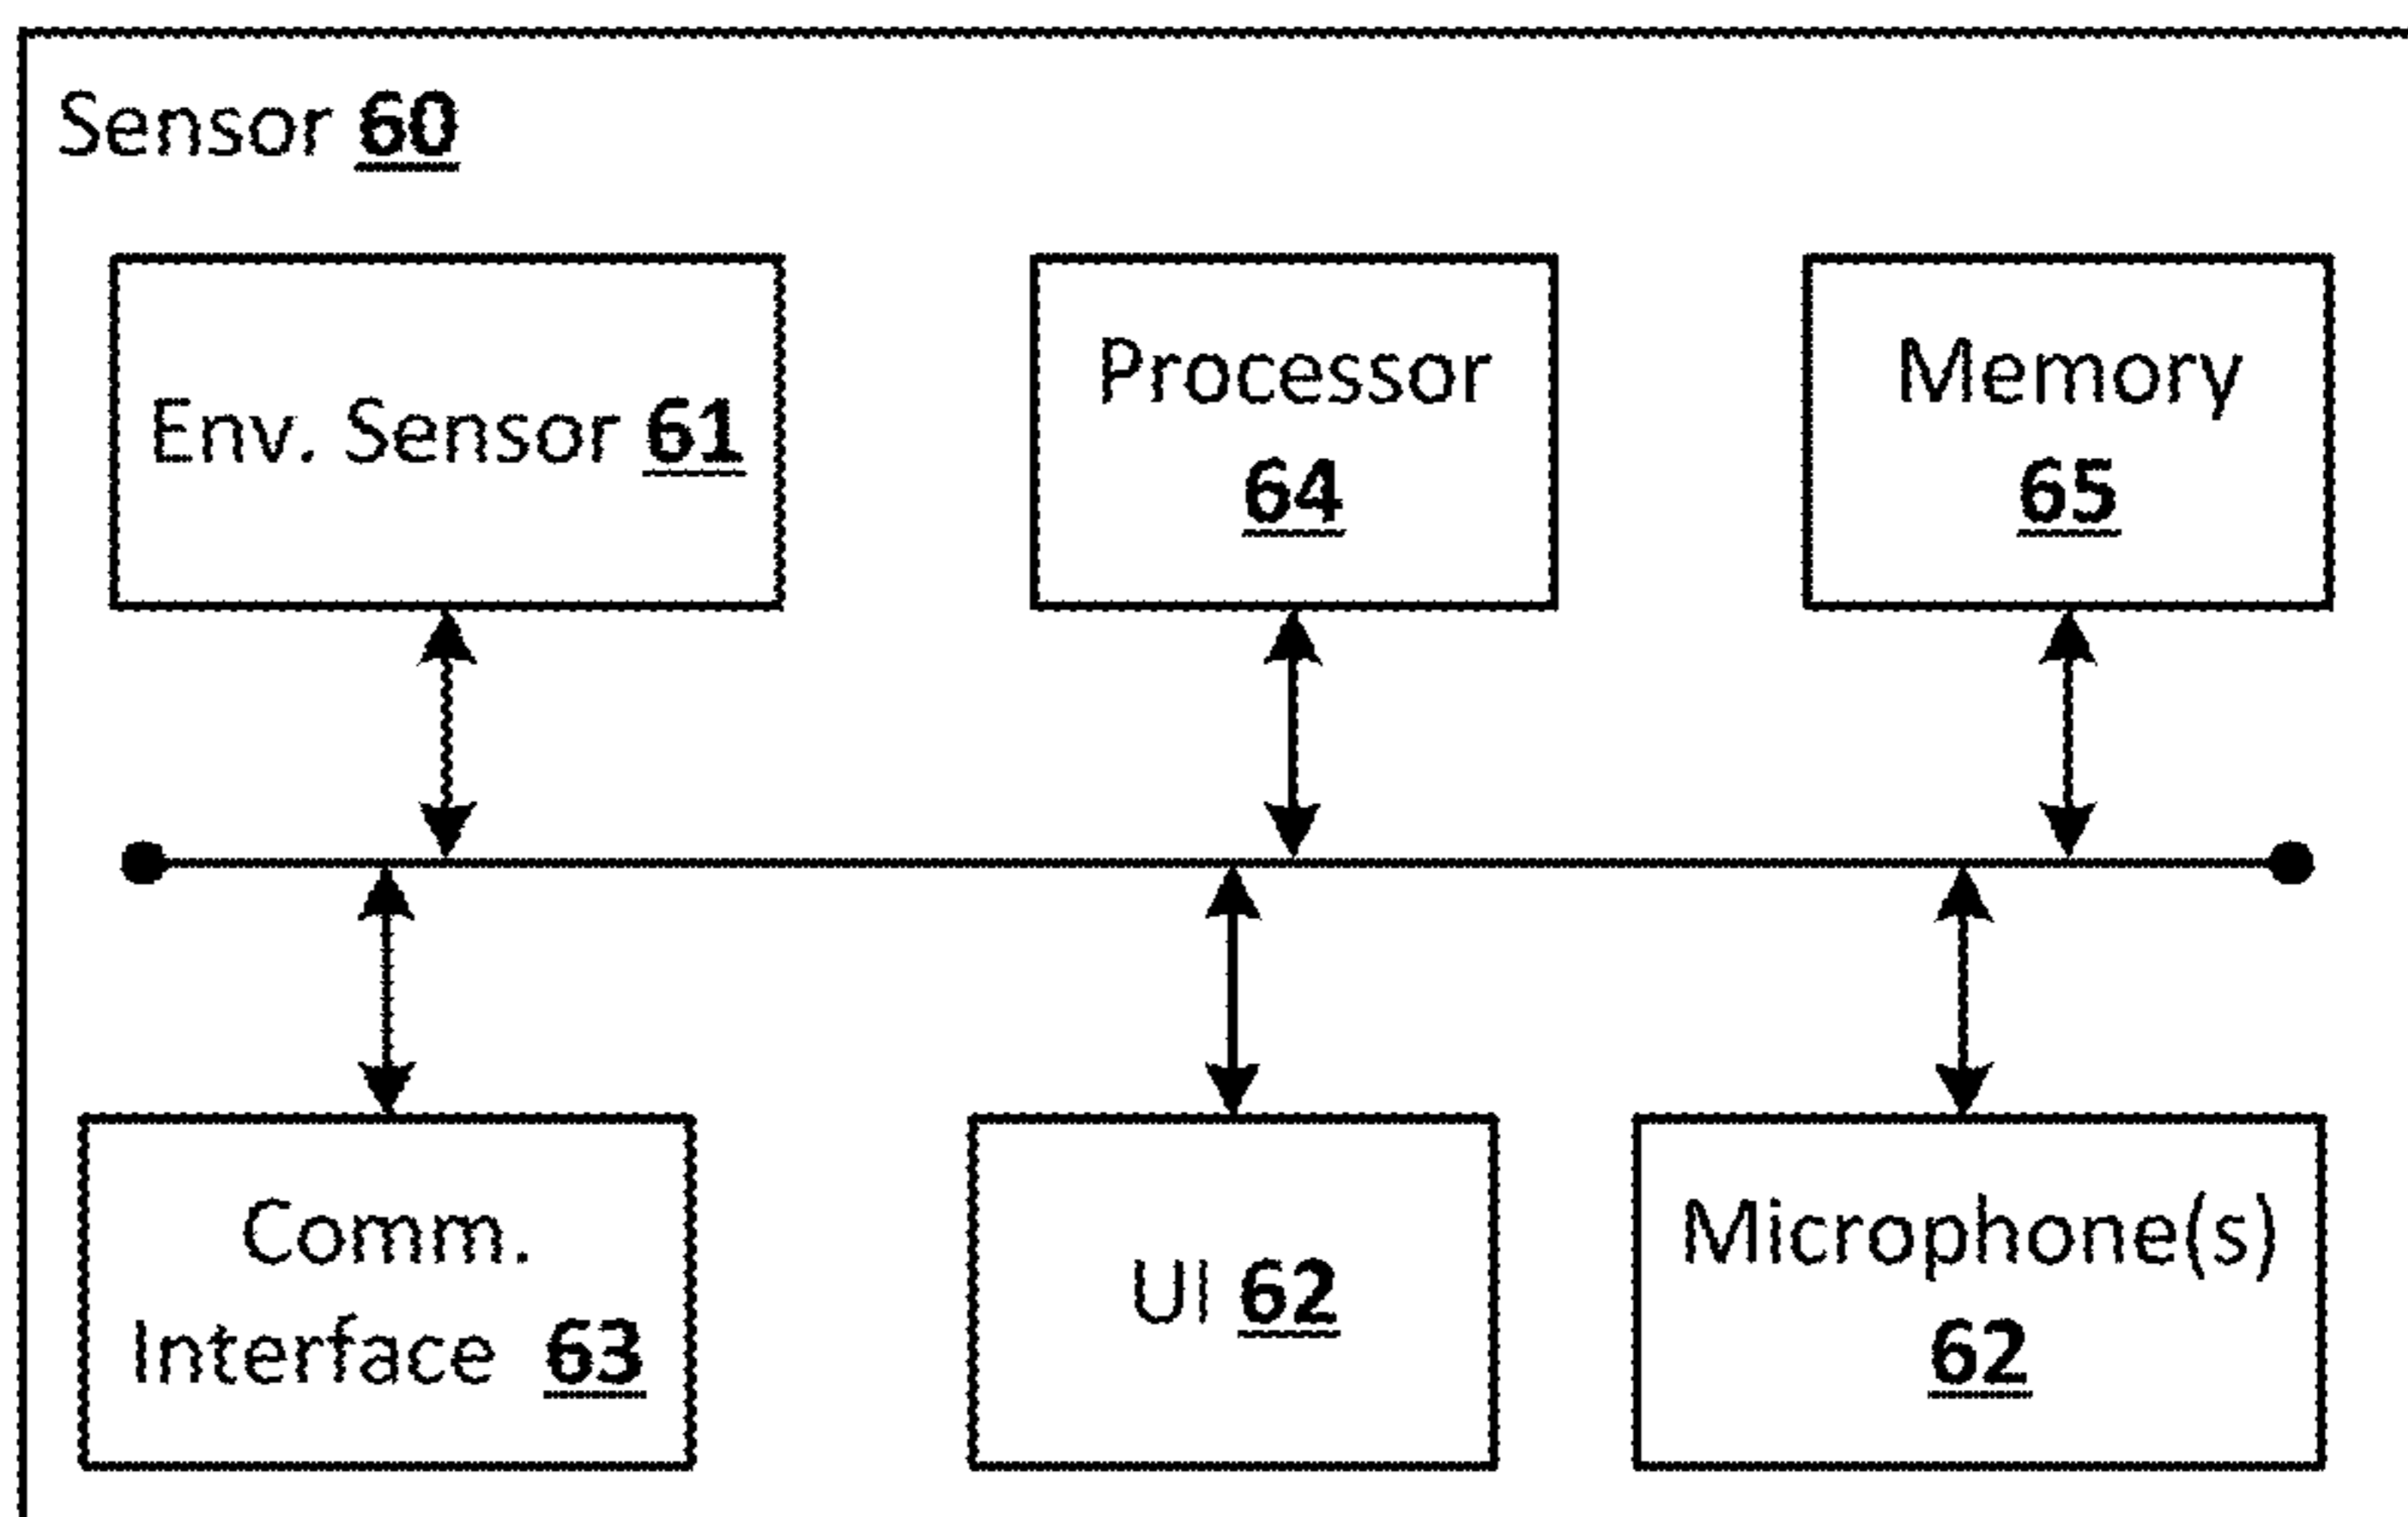 Sensor 60
Env. Sensor 61
Processor
64
Memory
65
Comm.
Interface 63
UI 62
Microphone(s)
62